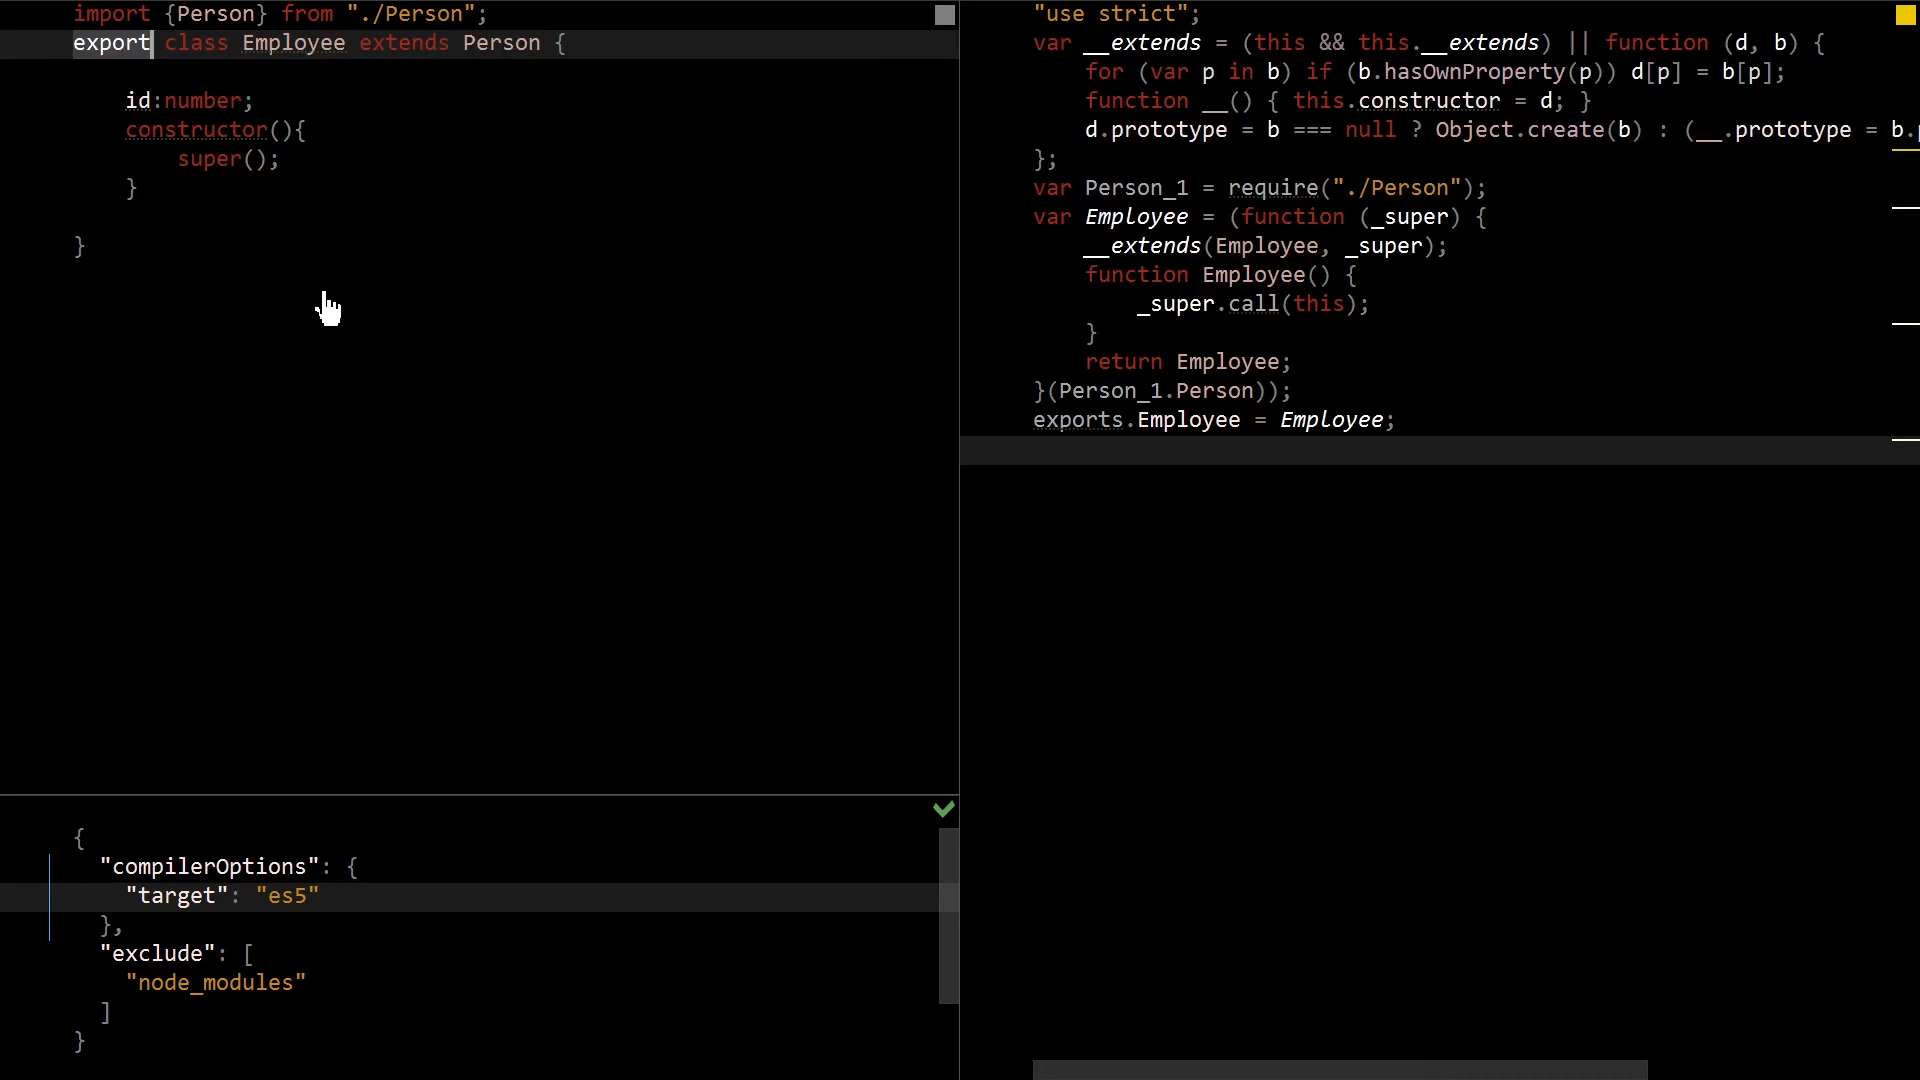 import {Person} from "./Person";
export class Employee extends Person {
id:number;
constructor(){
super();
}
}
{
"compilerOptions": {
"target": "es5"
},
"exclude": [
"node_modules"
]
}
"use strict";
var __extends = (this && this.__extends) || function (d, b) {
for (var p in b) if (b.hasOwnProperty(p)) d[p] = b[p];
function __() { this.constructor = d; }
d.prototype = b === null ? Object.create(b) : (__.prototype = b.
};
var Person_1 = require("./Person");
var Employee = (function (_super) {
__extends(Employee, _super);
function Employee() {
_super.call(this);
}
return Employee;
}(Person_1.Person));
exports.Employee = Employee;